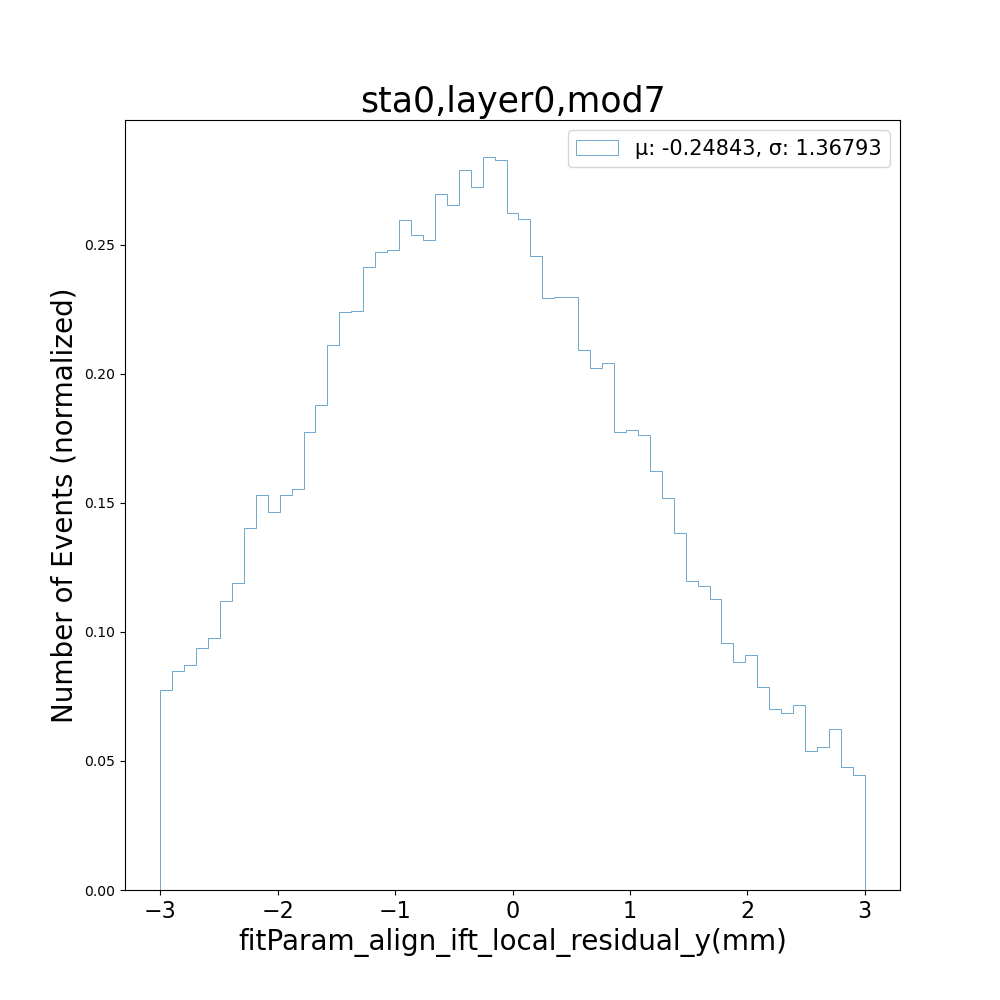 sta0,layer0,mod7
μ: -0.24843, σ: 1.36793
Number of Events (normalized)
0.25
0.20
0.15
0.10
0.05
0.00
−3 −2 −1 0 1 2 3
fitParam_align_ift_local_residual_y(mm)